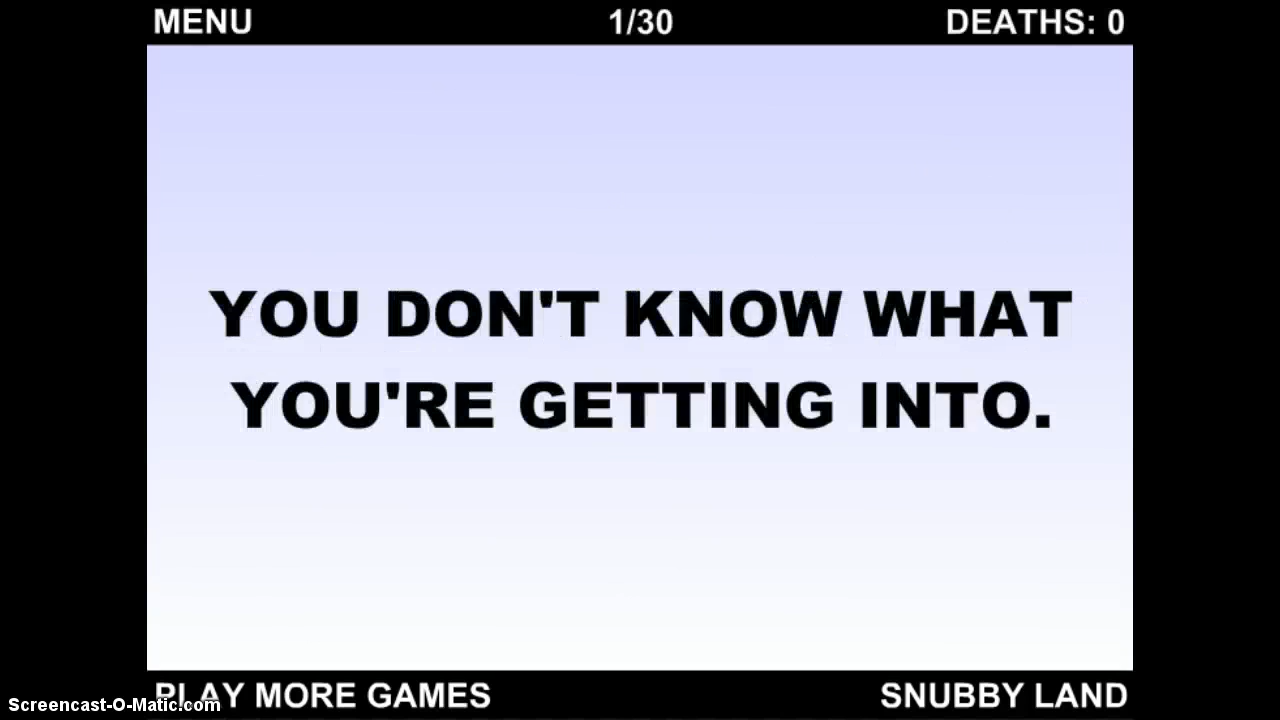 MENU 1/30 DEATHS: 0
YOU DON'T KNOW WHAT
YOU'RE GETTING INTO.
PLAY MORE GAMES SNUBBY LAND
Screencast-O-Matic.com